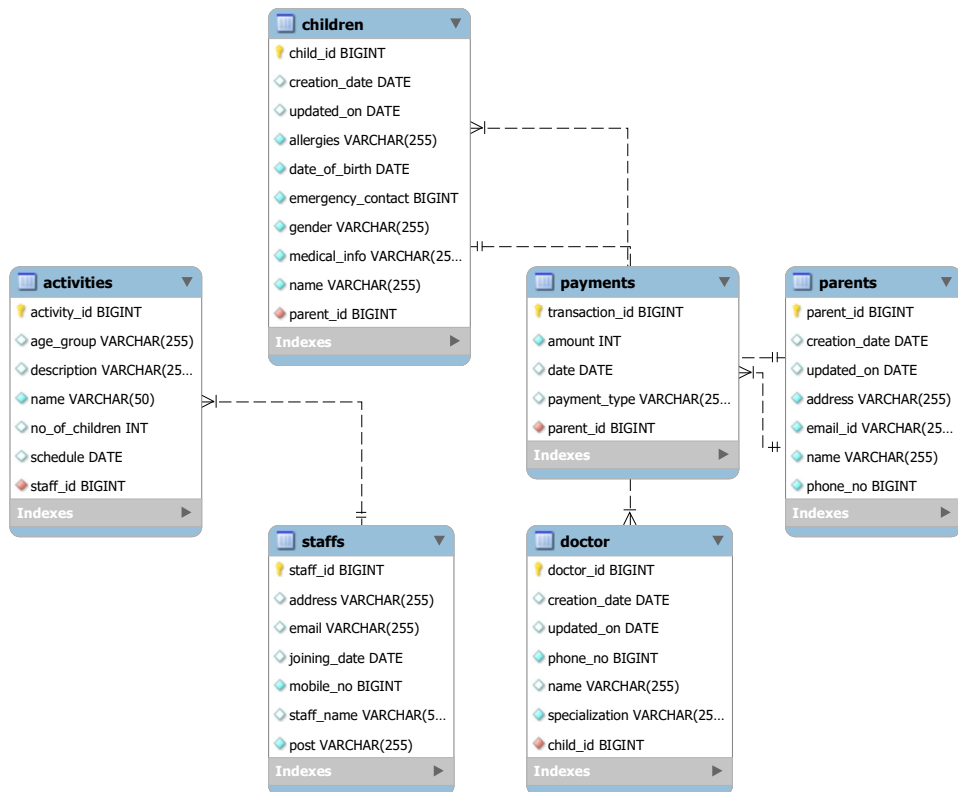 children
child_id BIGINT
creation_date DATE
updated_on DATE
allergies VARCHAR(255)
date_of_birth DATE
emergency_contact BIGINT
gender VARCHAR(255)
medical_info VARCHAR(25...
name VARCHAR(255)
parent_id BIGINT
Indexes
activities
activity_id BIGINT
age_group VARCHAR(255)
description VARCHAR(25...
name VARCHAR(50)
no_of_children INT
schedule DATE
staff_id BIGINT
Indexes
payments
transaction_id BIGINT
amount INT
date DATE
payment_type VARCHAR(25...
parent_id BIGINT
Indexes
parents
parent_id BIGINT
creation_date DATE
updated_on DATE
address VARCHAR(255)
email_id VARCHAR(25...
name VARCHAR(255)
phone_no BIGINT
Indexes
staffs
staff_id BIGINT
address VARCHAR(255)
email VARCHAR(255)
joining_date DATE
mobile_no BIGINT
staff_name VARCHAR(5...
post VARCHAR(255)
Indexes
doctor
doctor_id BIGINT
creation_date DATE
updated_on DATE
phone_no BIGINT
name VARCHAR(255)
specialization VARCHAR(25...
child_id BIGINT
Indexes